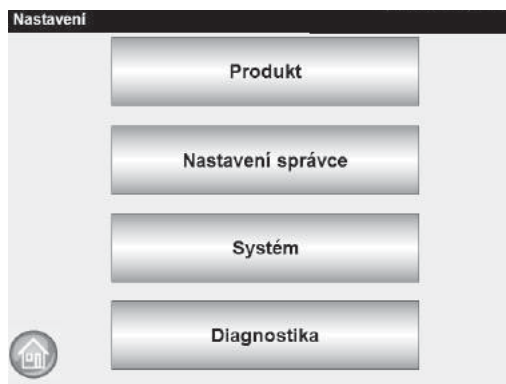 Nastavení
Produkt
Nastavení správce
Systém
Diagnostika